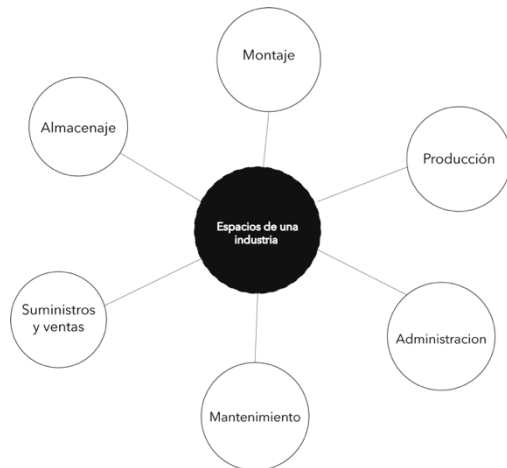 Montaje
Almacenaje
Producción
Espacios de una
industria
Suministros
y ventas
Administracion
Mantenimiento